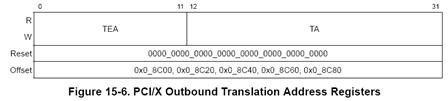 R
W
11 12 31
TEA TA
Reset 0000_0000_0000_0000_0000_0000_0000_0000
Offset 0x0_8C00, 0x0_8C20, 0x0_8C40, 0x0_8C60, 0x0_8C80
Figure 15-6. PCI/X Outbound Translation Address Registers